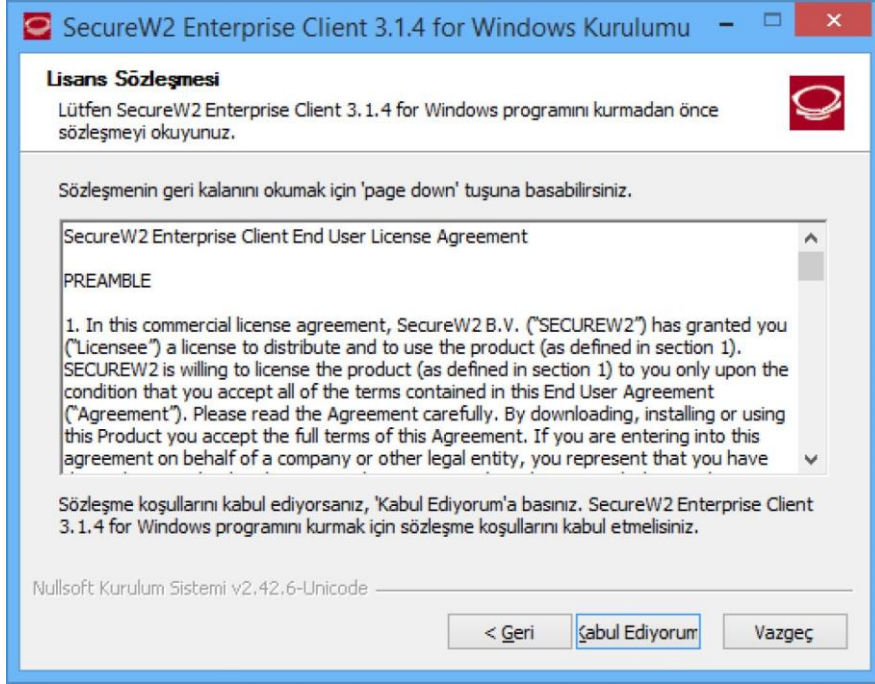 SecureW2 Enterprise Client 3.1.4 for Windows Kurulumu
Lisans Sözleşmesi
Lütfen SecureW2 Enterprise Client 3.1.4 for Windows programını kurmadan önce
sözleşmeyi okuyunuz.
Sözleşmenin geri kalanını okumak için 'page down' tuşuna basabilirsiniz.
SecureW2 Enterprise Client End User License Agreement
PREAMBLE
1. In this commercial license agreement, SecureW2 B.V. ("SECUREW2") has granted you
("Licensee") a license to distribute and to use the product (as defined in section 1).
SECUREW2 is willing to license the product (as defined in section 1) to you only upon the
condition that you accept all of the terms contained in this End User Agreement
("Agreement"). Please read the Agreement carefully. By downloading, installing or using
this Product you accept the full terms of this Agreement. If you are entering into this
agreement on behalf of a company or other legal entity, you represent that you have
Sözleşme koşullarını kabul ediyorsanız, 'Kabul Ediyorum'a basınız. SecureW2 Enterprise Client
3.1.4 for Windows programını kurmak için sözleşme koşullarını kabul etmelisiniz.
Nullsoft Kurulum Sistemi v2.42.6-Unicode
< Geri Kabul Ediyorum Vazgeç